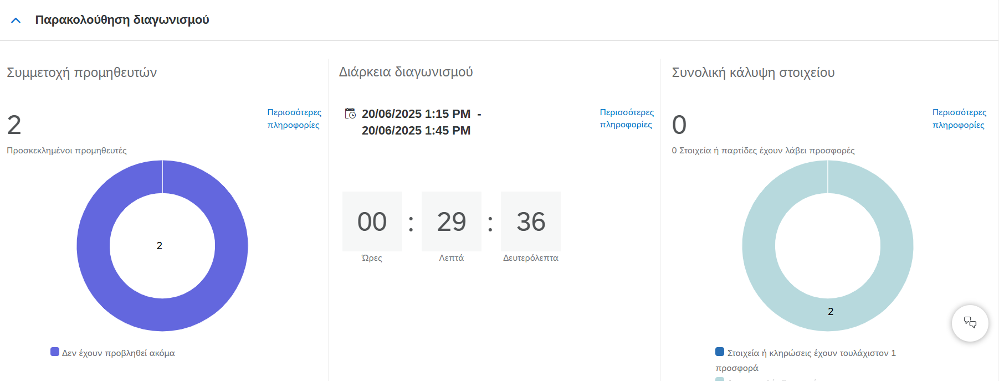 Παρακολούθηση διαγωνισμού
Συμμετοχή προμηθευτών
2
Περισσότερες
πληροφορίες
Προσκεκλημένοι προμηθευτές
2
Δεν έχουν προβληθεί ακόμα
Διάρκεια διαγωνισμού
20/06/2025 1:15 PM -
20/06/2025 1:45 PM
Περισσότερες
πληροφορίες
00 : 29 : 36
Ώρες Λεπτά Δευτερόλεπτα
Συνολική κάλυψη στοιχείου
0
Περισσότερες
πληροφορίες
0 Στοιχεία ή παρτίδες έχουν λάβει προσφορές
2
Στοιχεία ή κληρώσεις έχουν τουλάχιστον 1
προσφορά